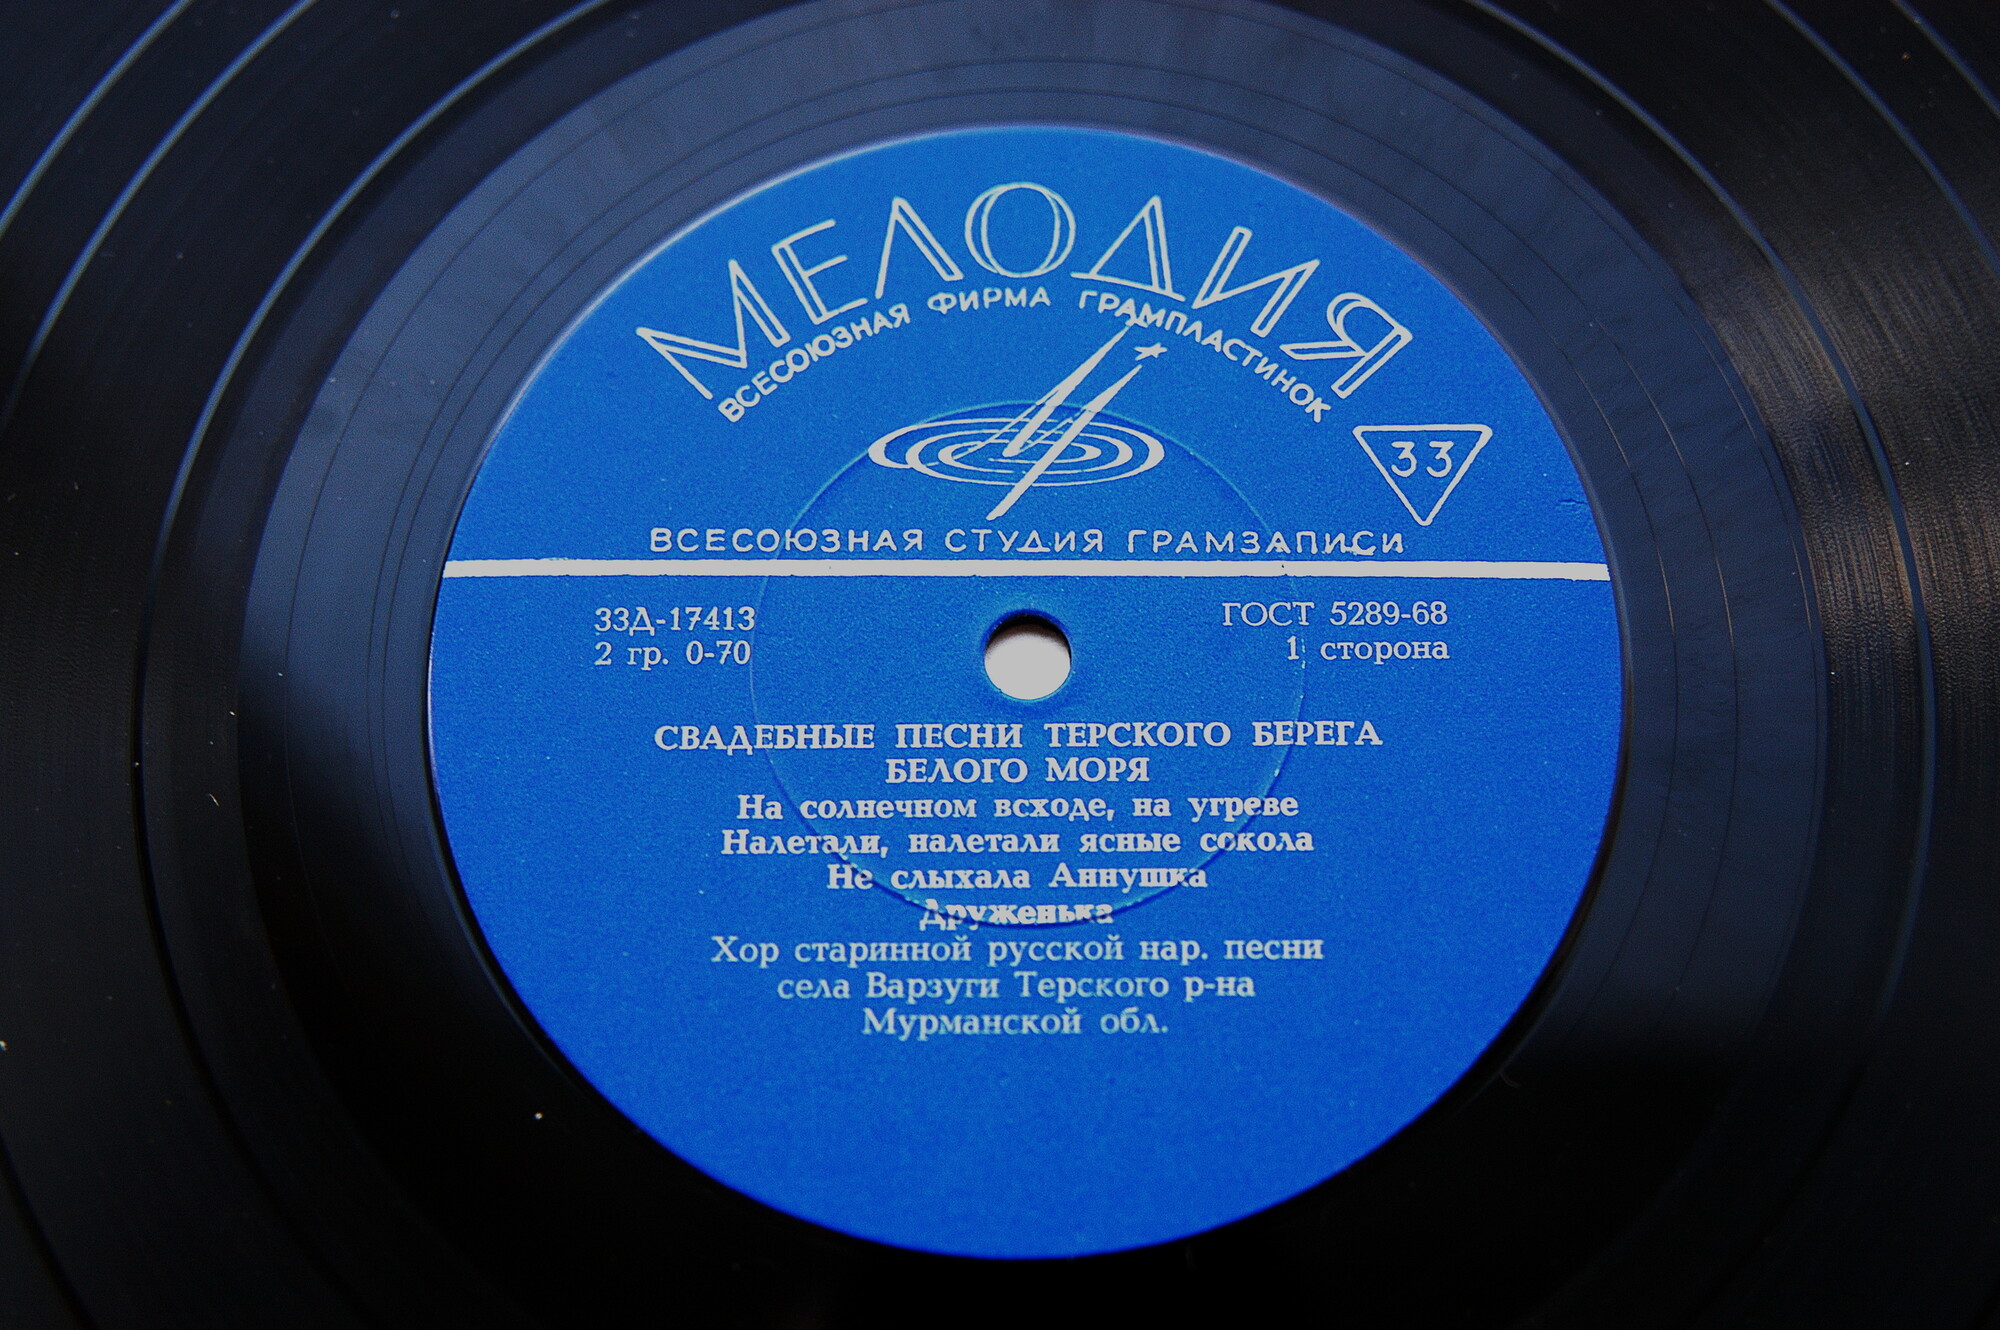 МЕЛОДИЯ
ВСЕСОЮЗНАЯ ФИРМА ГРАМПЛАСТИНОК
33
ВСЕСОЮЗНАЯ СТУДИЯ ГРАМЗАПИСИ
33Д-17413
ГОСТ 5289-68
2 гр. 0-70
1 сторона
СВАДЕБНЫЕ ПЕСНИ ТЕРСКОГО БЕРЕГА
БЕЛОГО МОРЯ
На солнечном всходе, на угреве
Налетали, налетали ясные сокола
Не слыхала Аннушка
Друженька
Хор старинной русской нар. песни
села Варзуги Терского р-на
Мурманской обл.